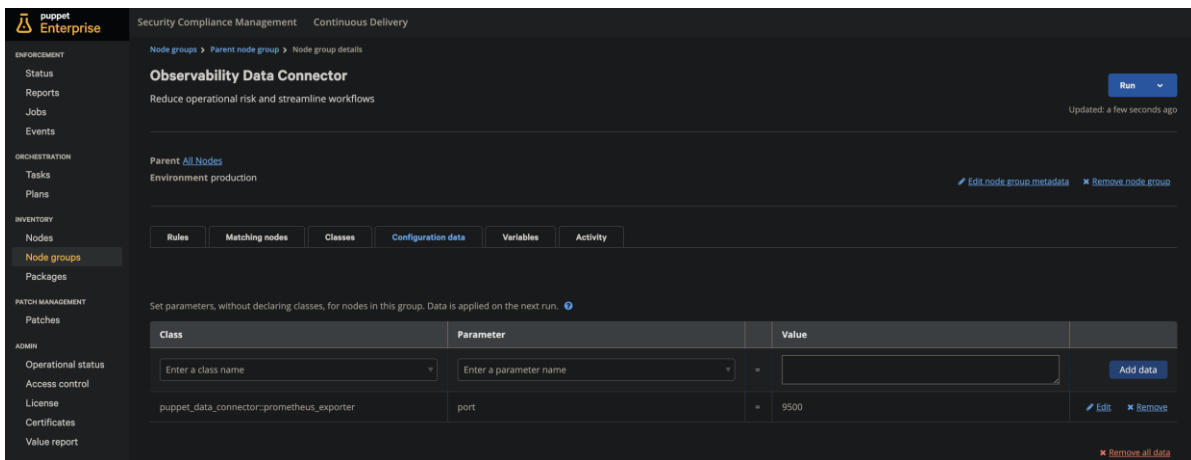 puppet
Enterprise
Security Compliance Management Continuous Delivery
ENFORCEMENT
Status
Reports
Jobs
Events
ORCHESTRATION
Tasks
Plans
INVENTORY
Nodes
Node groups
Packages
PATCH MANAGEMENT
Patches
ADMIN
Operational status
Access control
License
Certificates
Value report
Node groups > Parent node group > Node group details
Observability Data Connector
Reduce operational risk and streamline workflows
Run
Updated: a few seconds ago
Parent All Nodes
Environment production
Edit node group metadata Remove node group
Rules Matching nodes Classes Configuration data Variables Activity
Set parameters, without declaring classes, for nodes in this group. Data is applied on the next run. ?
Class Parameter Value
Enter a class name Enter a parameter name = Add data
puppet_data_connector::prometheus_exporter port = 9500 Edit Remove
Remove all data